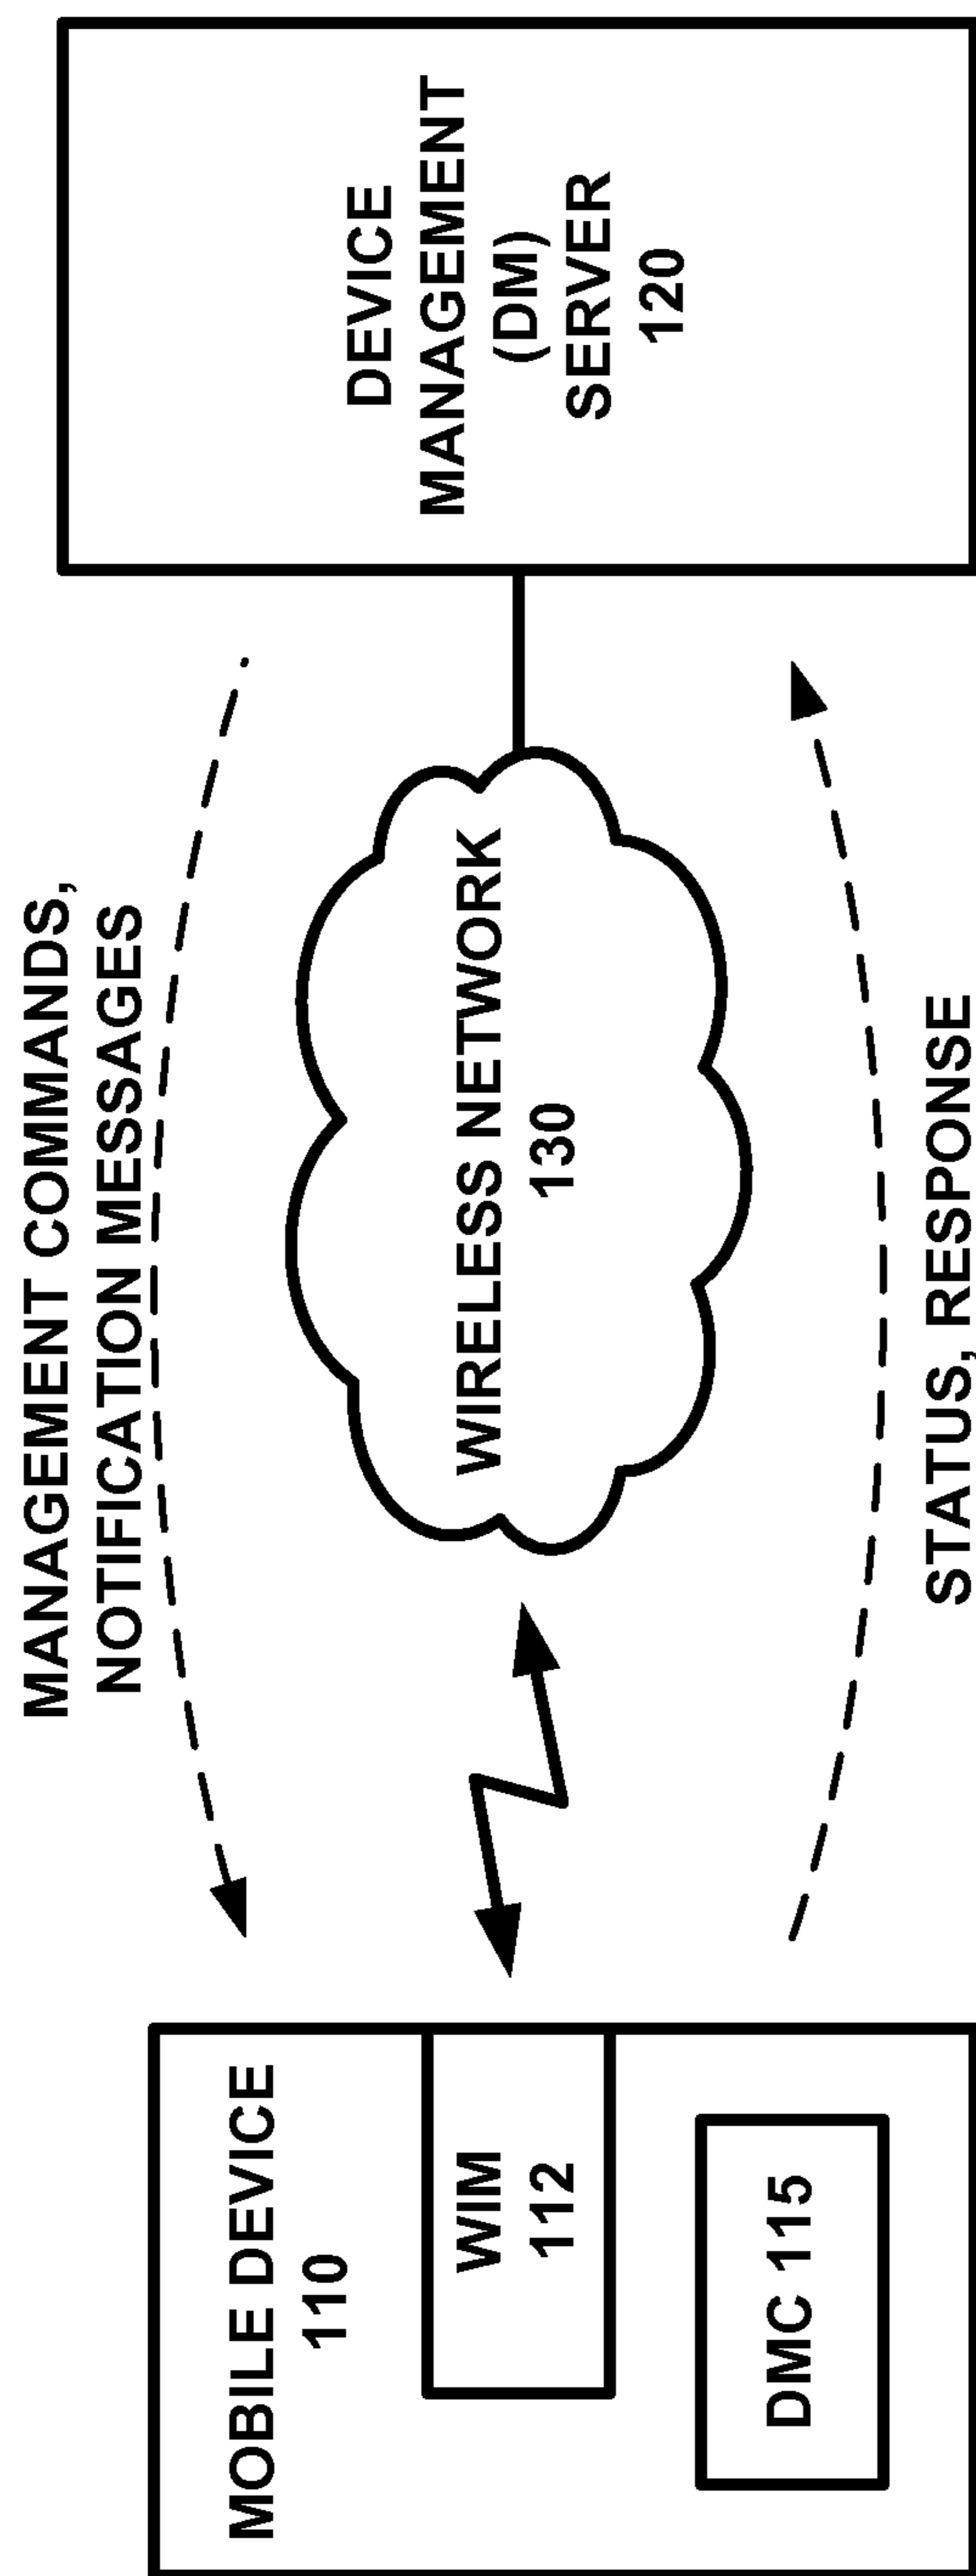 MANAGEMENT COMMANDS,
NOTIFICATION MESSAGES
MOBILE DEVICE
110
WIM
112
DMC 115
WIRELESS NETWORK
130
DEVICE
MANAGEMENT
(DM)
SERVER
120
STATUS, RESPONSE